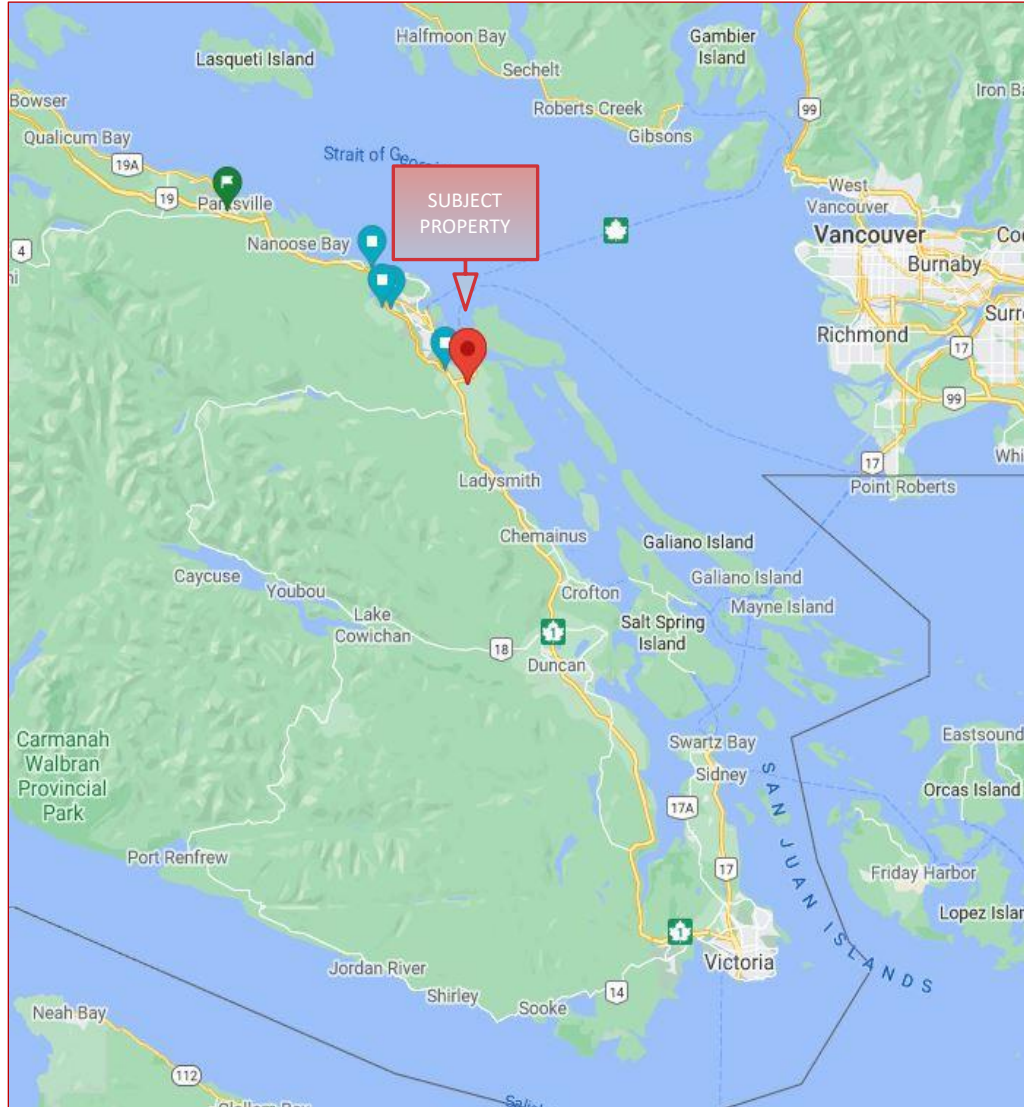 Halfmoon Bay
Gambier
Island
Lasqueti Island
Sechelt
Iron
Bowser
Roberts Creek
99
Qualicum Bay
Gibsons
19A
Strait of
West
Vancouver
19
SUBJECT
PROPERTY
Parksville
4
Nanoose Bay
Vancouver
Burnaby
Richmond
17
99
17
Point Roberts
Ladysmith
Chemainus
Galiano Island
Caycuse
Youbou
Galiano Island
Crofton
Mayne Island
Lake
Cowichan
Salt Spring
Island
1
18
Duncan
Carmanah
Walbran
Provincial
Park
Swartz Bay
Eastsound
Sidney
Orcas Island
17A
SAN JUAN ISLANDS
Port Renfrew
17
Friday Harbor
Lopez
1
Victoria
Jordan River
Shirley
14
Sooke
Neah Bay
112